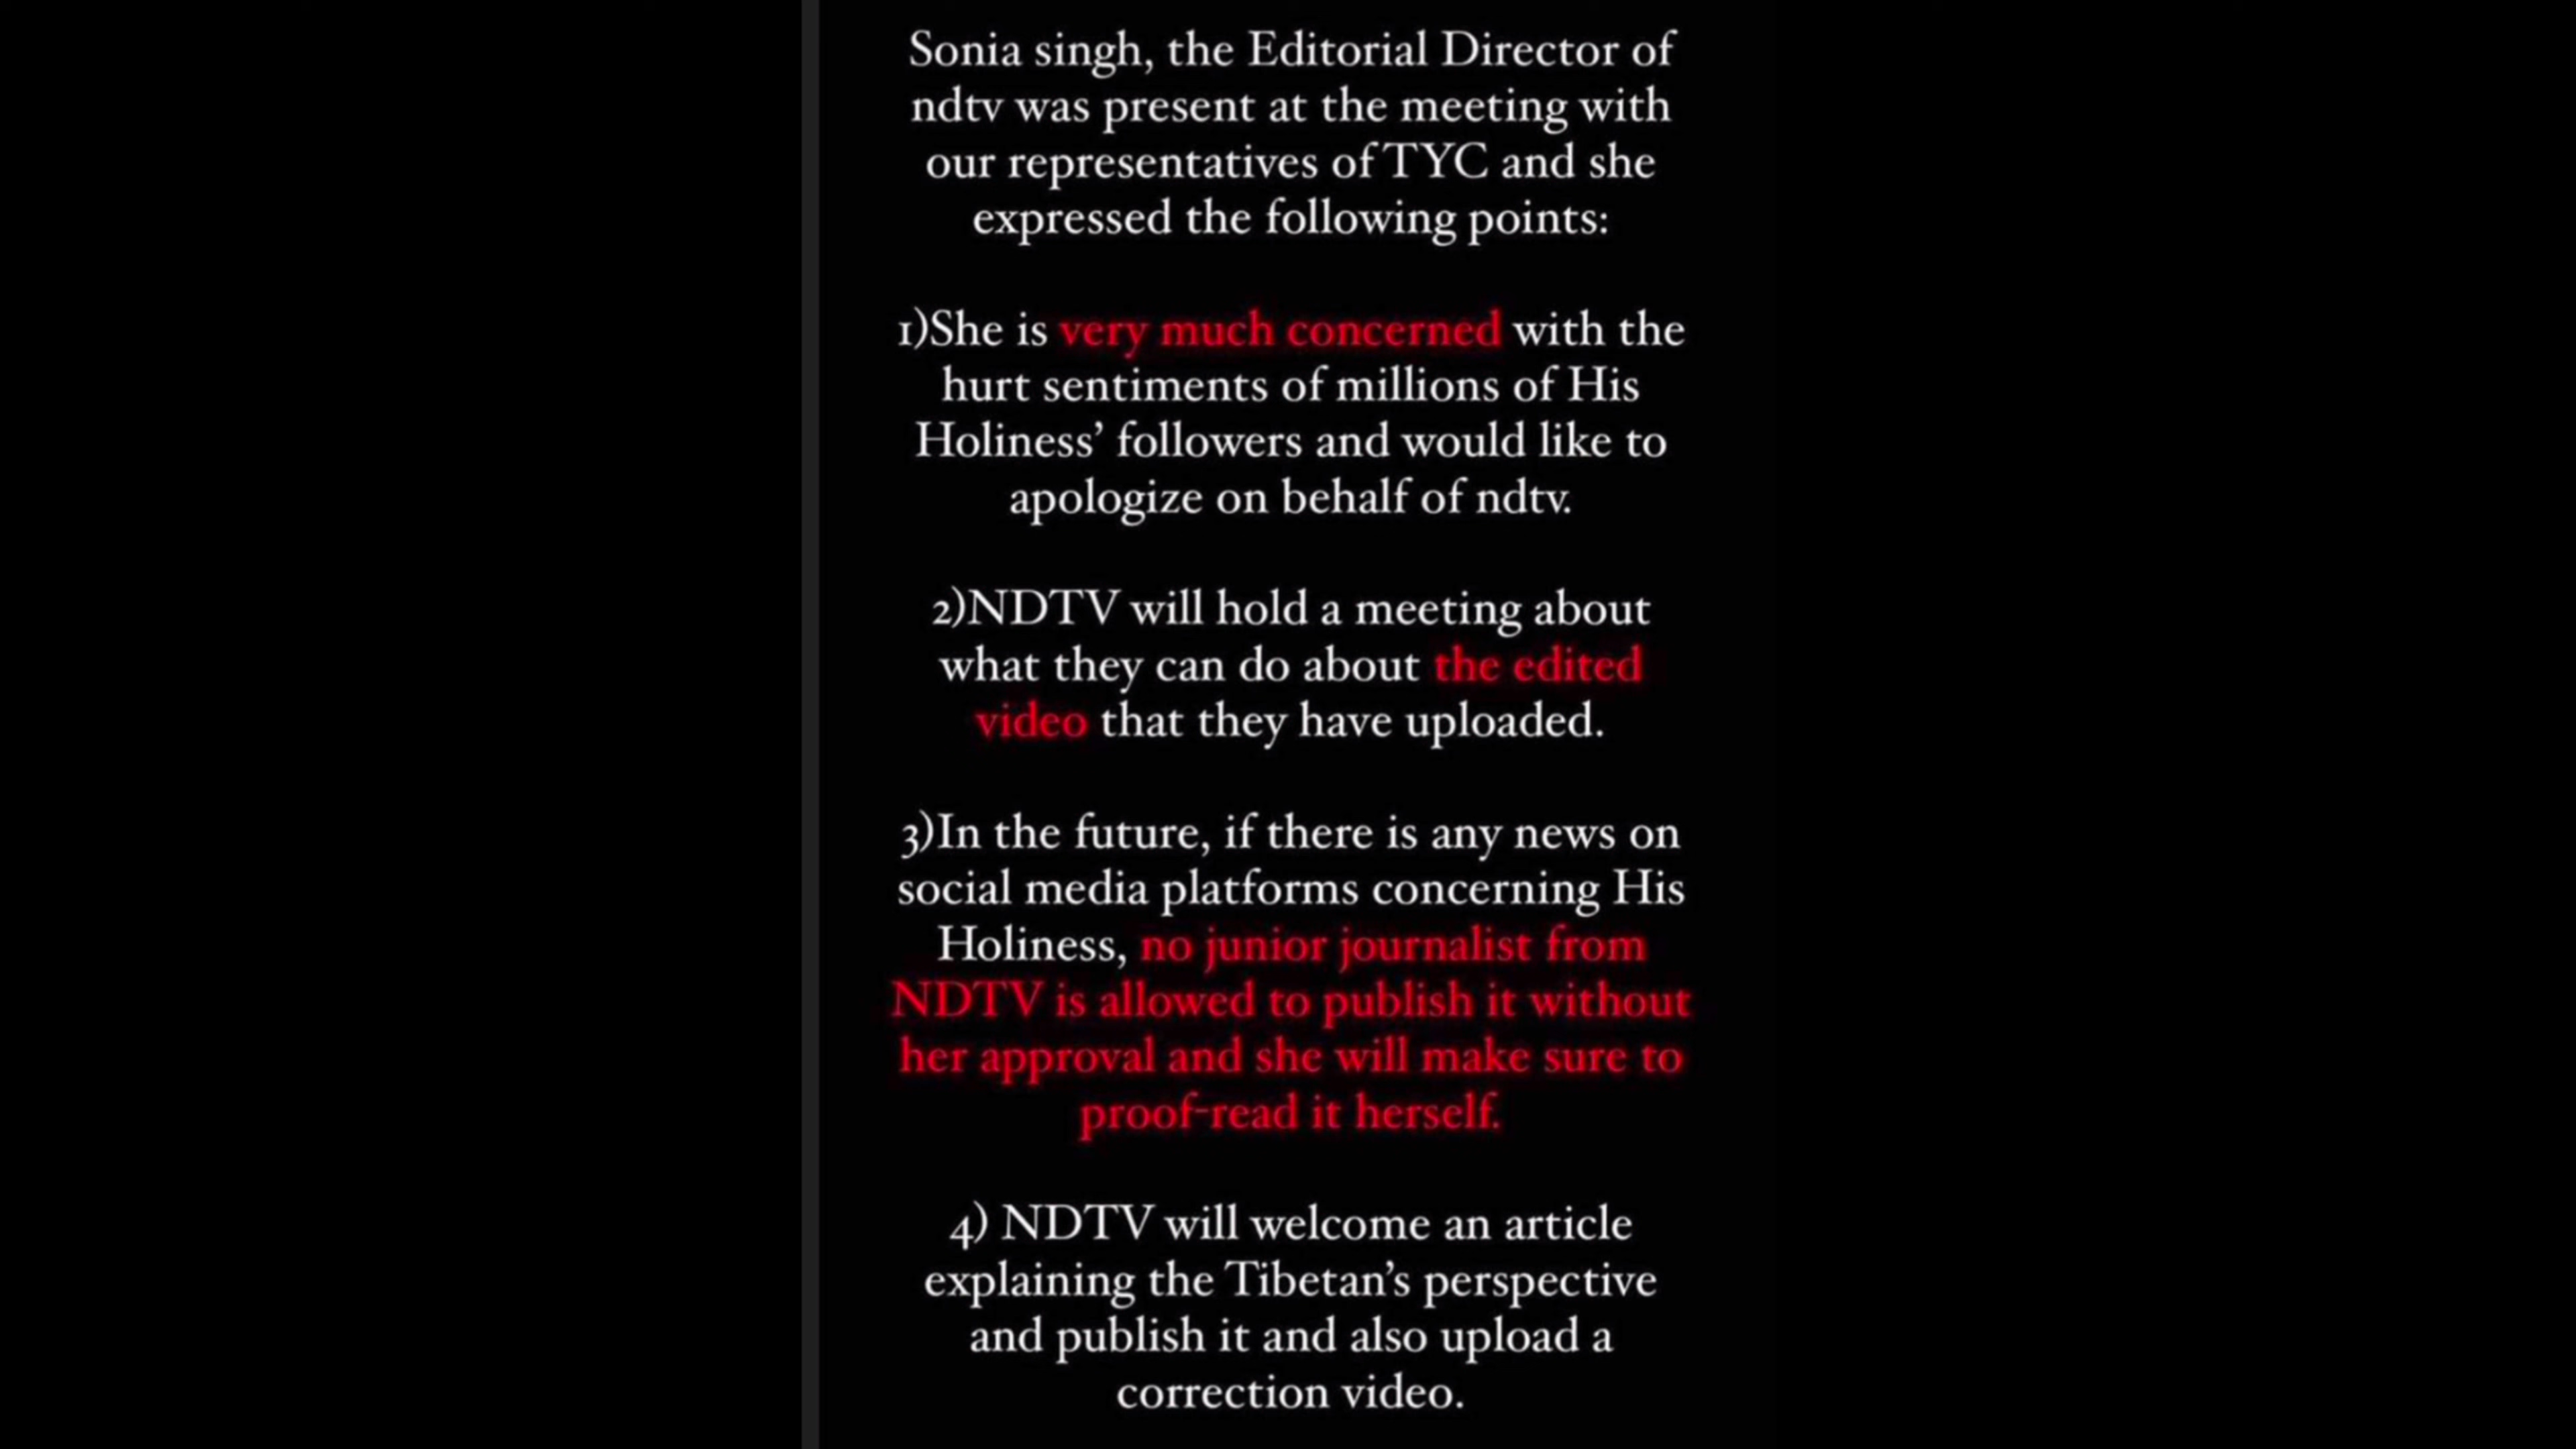 Sonia singh, the Editorial Director of
ndtv was present at the meeting with
our representatives of TYC and she
expressed the following points:
1)She is very much concerned with the
hurt sentiments of millions of His
Holiness’ followers and would like to
apologize on behalf of ndtv.
2)NDTV will hold a meeting about
what they can do about the edited
video that they have uploaded.
3)In the future, if there is any news on
social media platforms concerning His
Holiness, no junior journalist from
NDTV is allowed to publish it without
her approval and she will make sure to
proof-read it herself.
4) NDTV will welcome an article
explaining the Tibetan’s perspective
and publish it and also upload a
correction video.